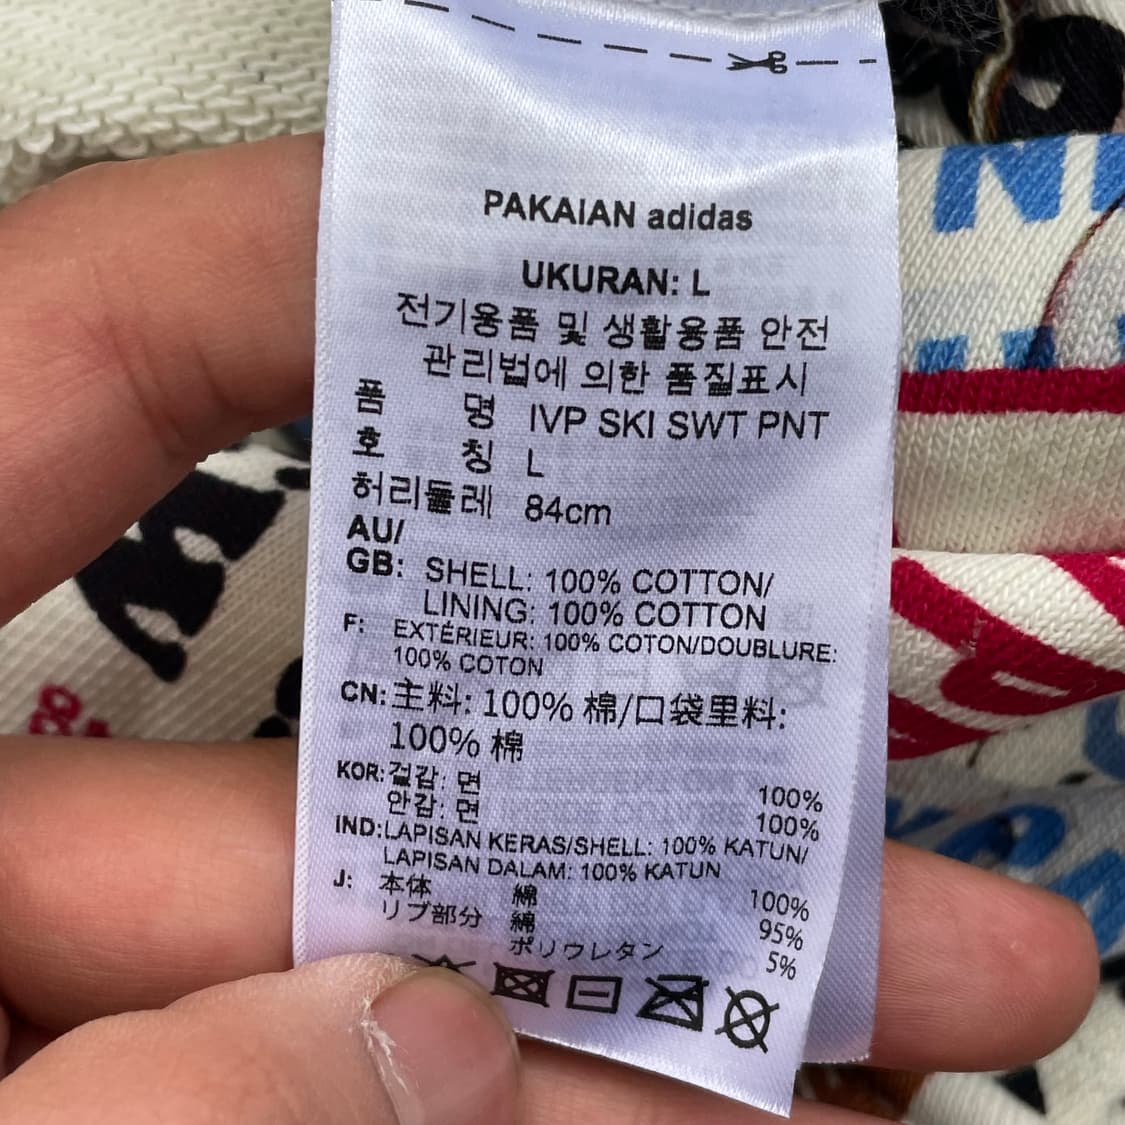 PAKAIAN adidas
UKURAN: L
전기용품 및 생활용품 안전
관리법에 의한 품질표시
품 명 IVP SKI SWT PNT
호 칭 L
허리둘레 84cm
AU/
GB: SHELL: 100% COTTON/
LINING: 100% COTTON
F: EXTÉRIEUR: 100% COTON/DOUBLURE:
100% COTON
CN: 主料: 100% 棉/口袋里料:
100% 棉
KOR: 겉감: 면 100%
안감: 면 100%
IND: LAPISAN KERAS/SHELL: 100% KATUN/
LAPISAN DALAM: 100% KATUN
J: 本体 綿 100%
リブ部分 綿 95%
ポリウレタン 5%